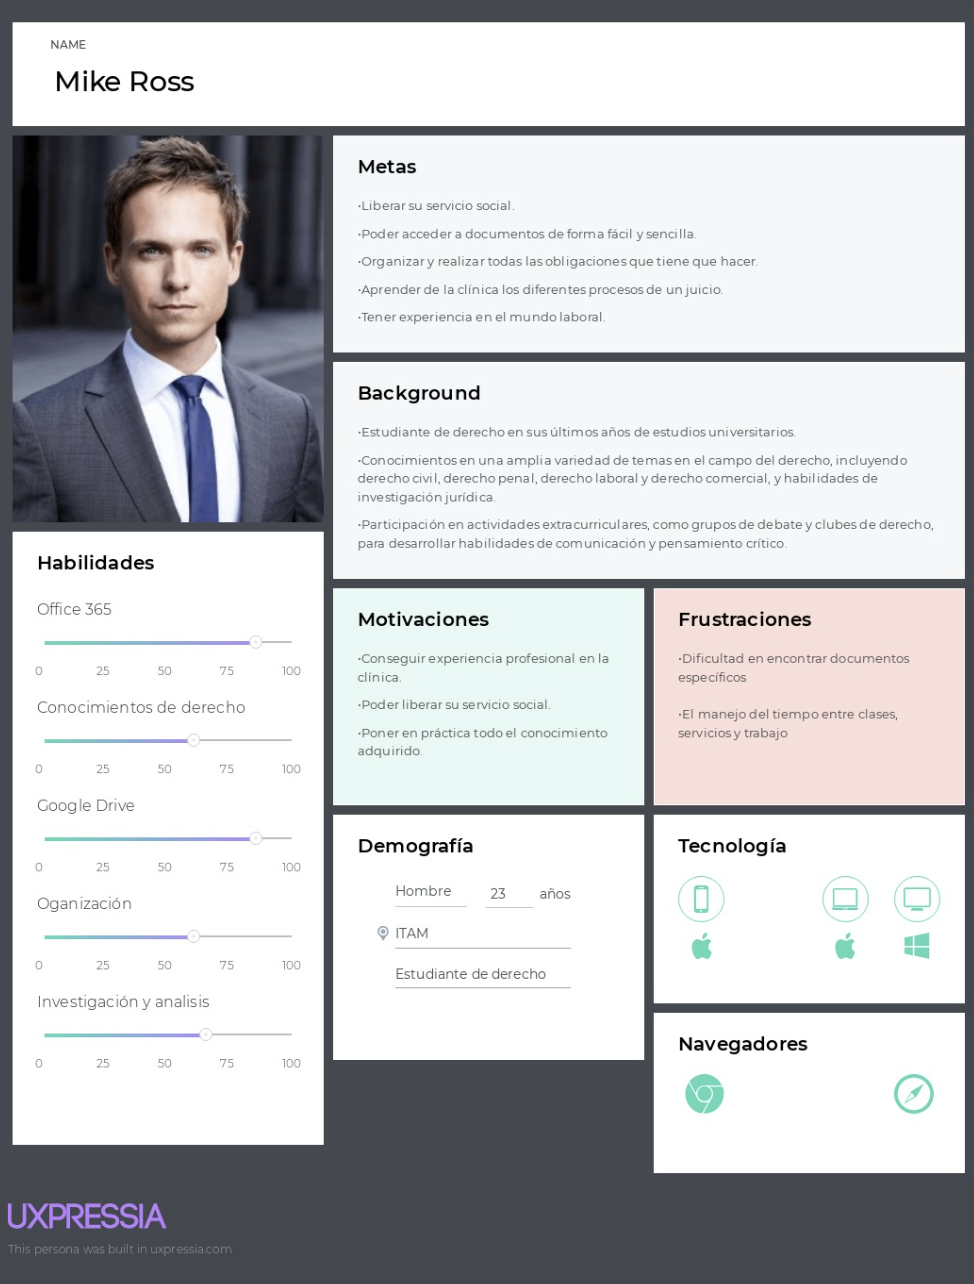 NAME
Mike Ross
Metas
•Liberar su servicio social.
•Poder acceder a documentos de forma fácil y sencilla.
•Organizar y realizar todas las obligaciones que tiene que hacer.
•Aprender de la clínica los diferentes procesos de un juicio.
•Tener experiencia en el mundo laboral.
Background
•Estudiante de derecho en sus últimos años de estudios universitarios.
•Conocimientos en una amplia variedad de temas en el campo del derecho, incluyendo
derecho civil, derecho penal, derecho laboral y derecho comercial, y habilidades de
investigación jurídica.
•Participación en actividades extracurriculares, como grupos de debate y clubes de derecho,
para desarrollar habilidades de comunicación y pensamiento crítico.
Habilidades
Office 365
0 25 50 75 100
Conocimientos de derecho
0 25 50 75 100
Google Drive
0 25 50 75 100
Oganización
0 25 50 75 100
Investigación y analisis
0 25 50 75 100
Motivaciones
•Conseguir experiencia profesional en la
clínica.
•Poder liberar su servicio social.
•Poner en práctica todo el conocimiento
adquirido.
Frustraciones
•Dificultad en encontrar documentos
específicos
•El manejo del tiempo entre clases,
servicios y trabajo
Demografía
Hombre 23 años
ITAM
Estudiante de derecho
Tecnología
Navegadores
UXPRESSIA
This persona was built in uxpressia.com